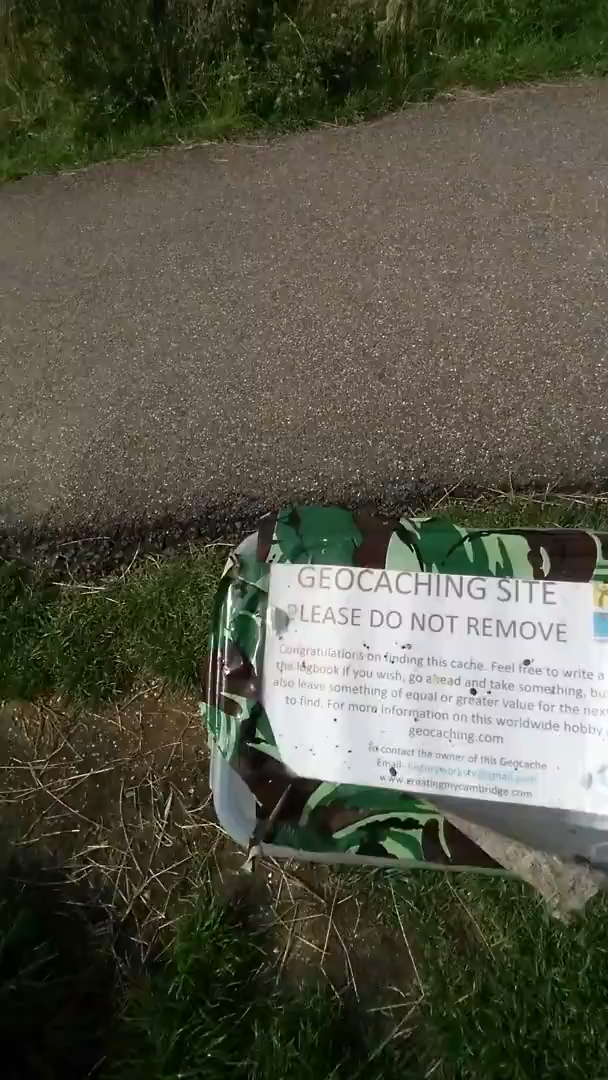 GEOCACHING SITE
PLEASE DO NOT REMOVE
Congratulations on finding this cache. Feel free to write a
the logbook if you wish, go ahead and take something, bu
also leave something of equal or greater value for the nex
to find. For more information on this worldwide hobby
geocaching.com
To contact the owner of this Geocache
Email-
www.creatingmycambridge.com